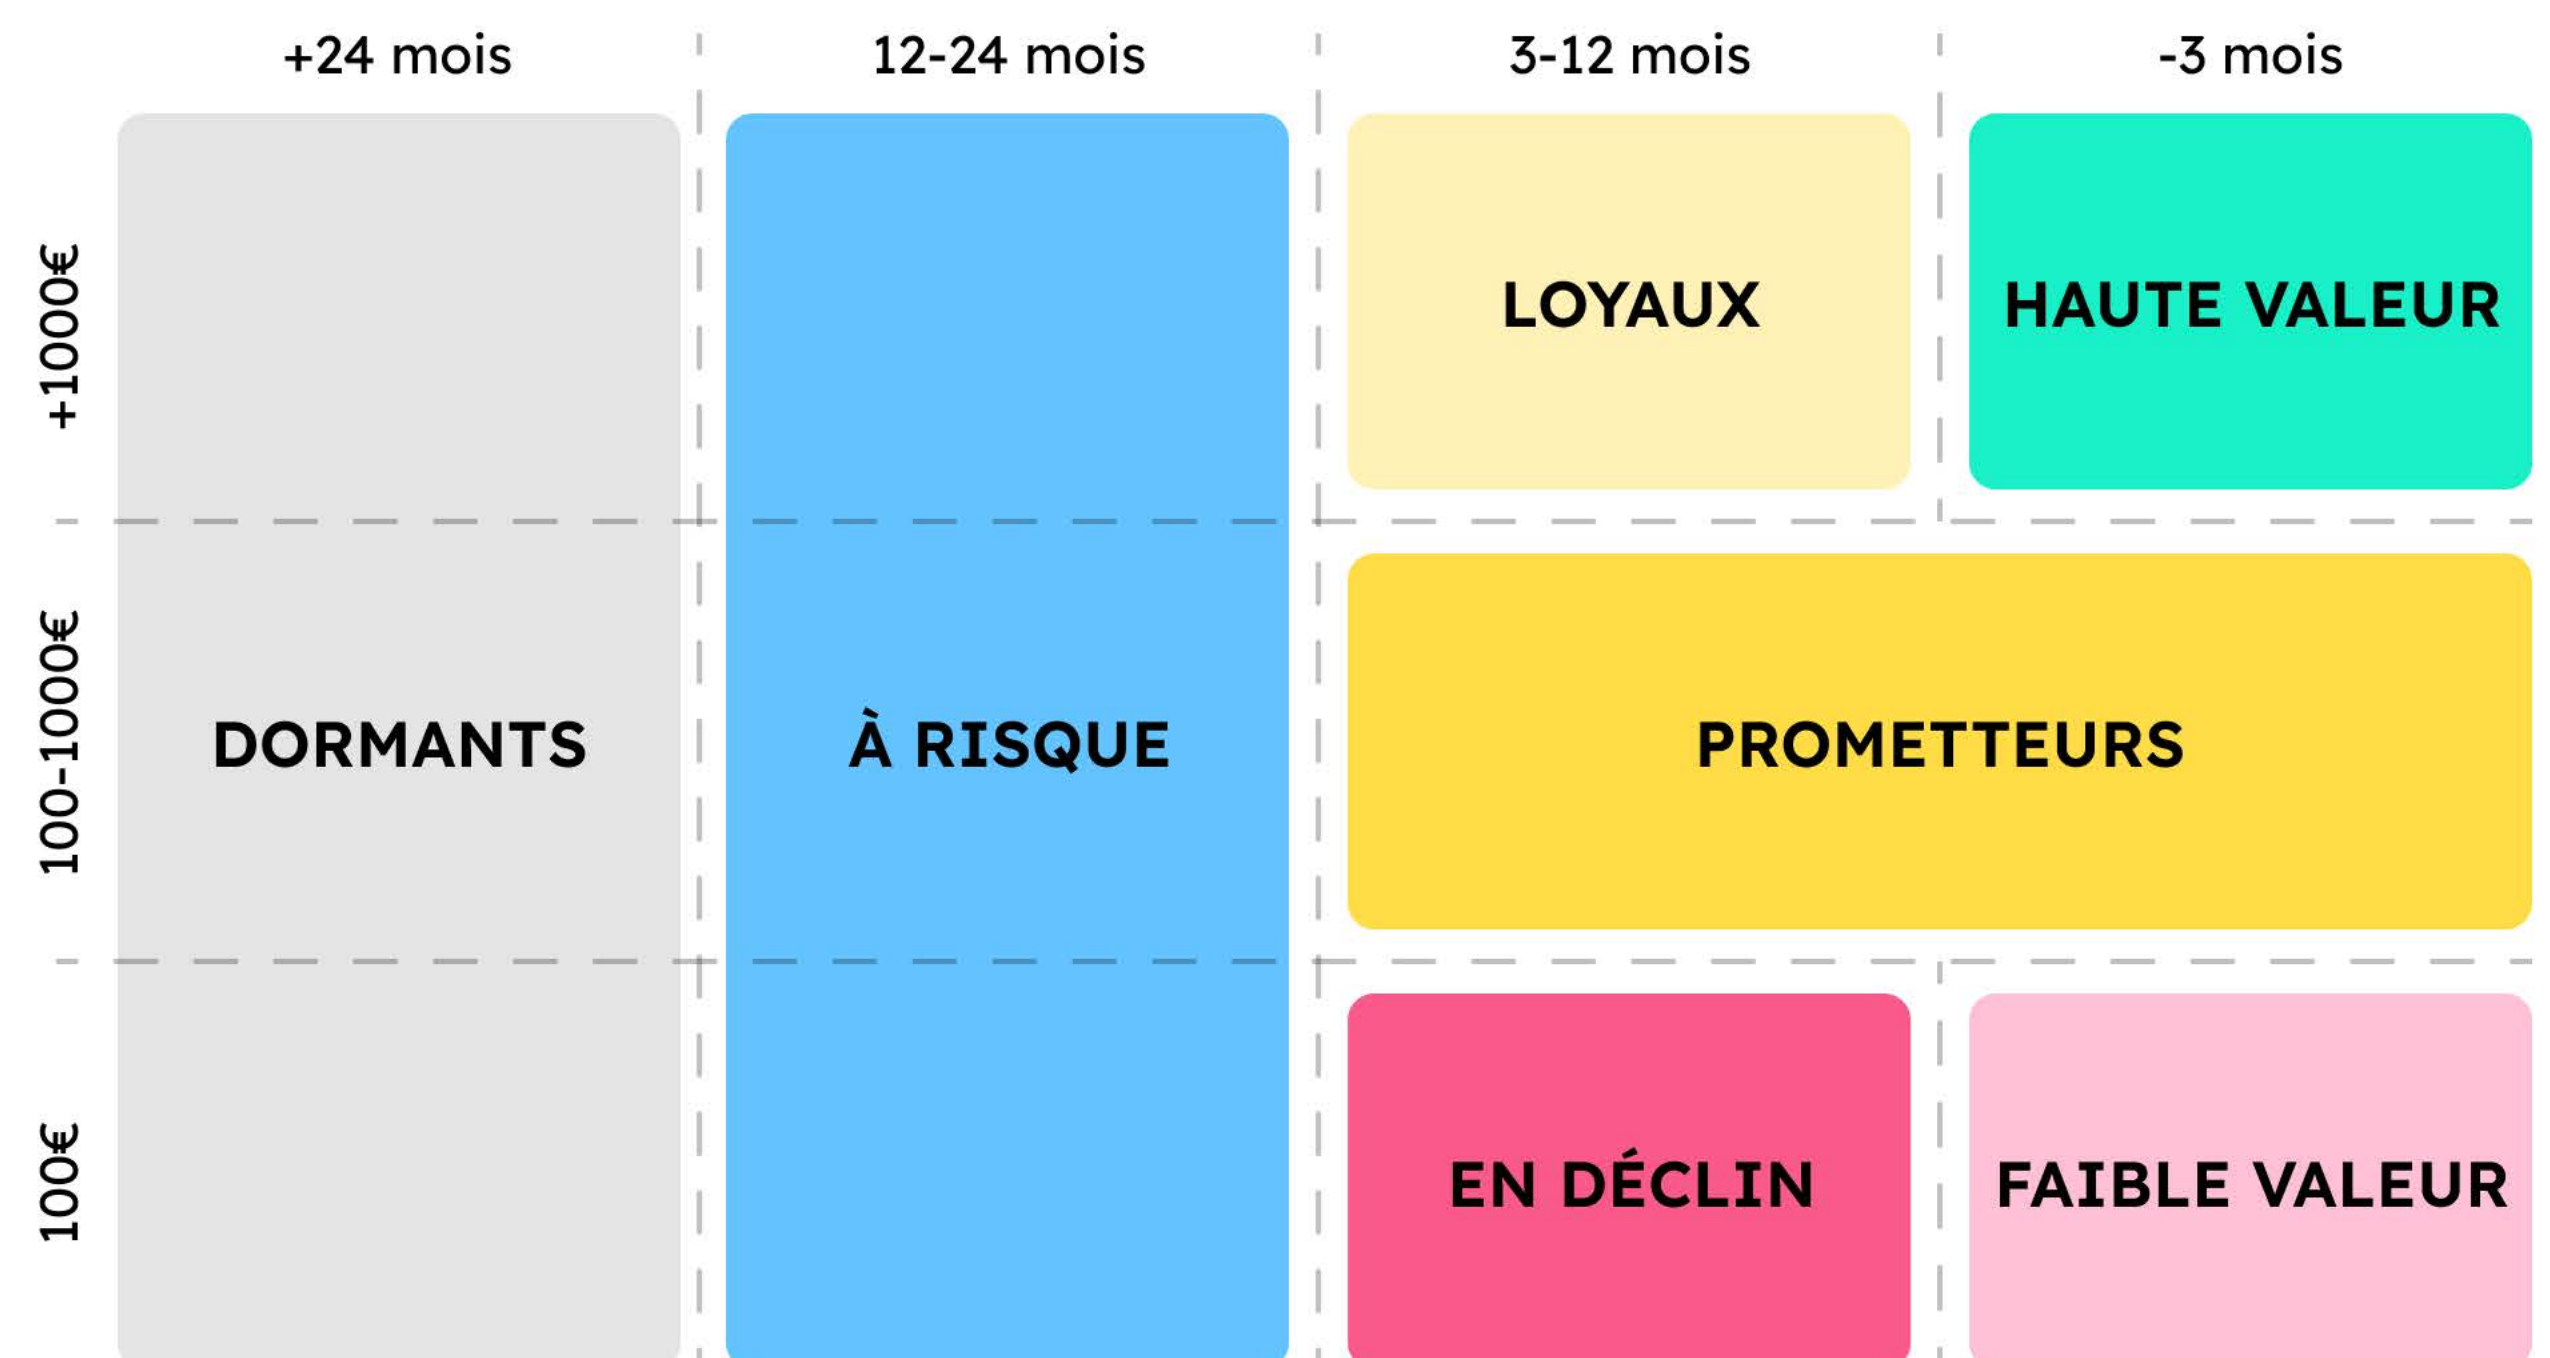 +24 mois
12-24 mois
3-12 mois
-3 mois
+1000€
LOYAUX
HAUTE VALEUR
100-1000€
DORMANTS
À RISQUE
PROMETTEURS
100€
EN DÉCLIN
FAIBLE VALEUR